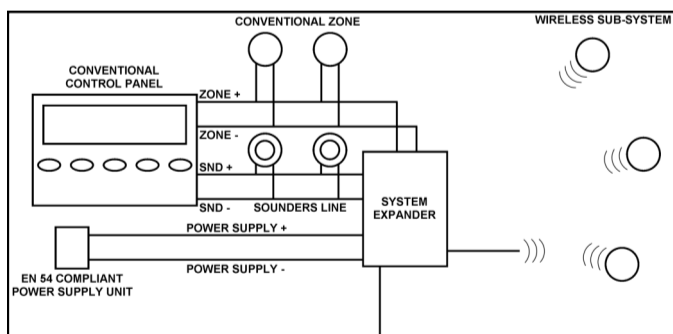 CONVENTIONAL ZONE
WIRELESS SUB-SYSTEM
CONVENTIONAL
CONTROL PANEL
ZONE +
ZONE -
SND +
SND -
SOUNDERS LINE
SYSTEM
EXPANDER
POWER SUPPLY +
POWER SUPPLY -
EN 54 COMPLIANT
POWER SUPPLY UNIT